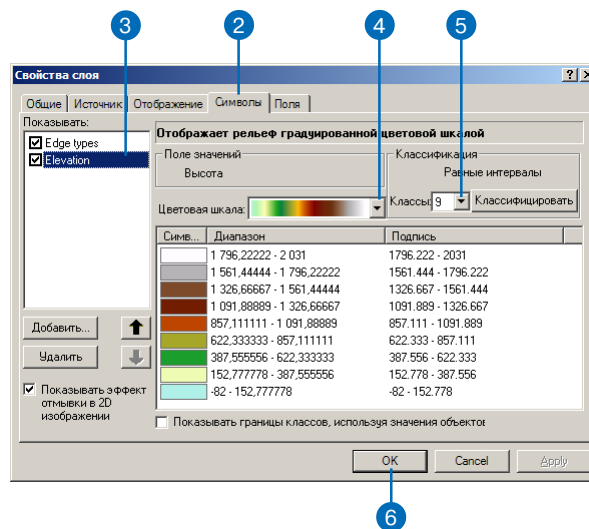 3 2 4 5
Свойства слоя
Общие Источник Отображение Символы Поля
Показывать:
Edge types
Elevation
Отображает рельеф градуированной цветовой шкалой
Поле значений
Высота
Классификация
Равные интервалы
Цветовая шкала:
Классы: 9 Классифицировать
Симв... Диапазон Подпись
1 796,22222 - 2 031 1796.222 - 2031
1 561,44444 - 1 796,22222 1561.444 - 1796.222
1 326,66667 - 1 561,44444 1326.667 - 1561.444
1 091,88889 - 1 326,66667 1091.889 - 1326.667
857,111111 - 1 091,88889 857.111 - 1091.889
622,333333 - 857,111111 622.333 - 857.111
387,555556 - 622,333333 387.556 - 622.333
152,777778 - 387,555556 152.778 - 387.556
-82 - 152,777778 -82 - 152.778
Добавить...
Удалить
Показывать эффект
отмывки в 2D
изображении
Показывать границы классов, используя значения объектов
OK Cancel Apply
6